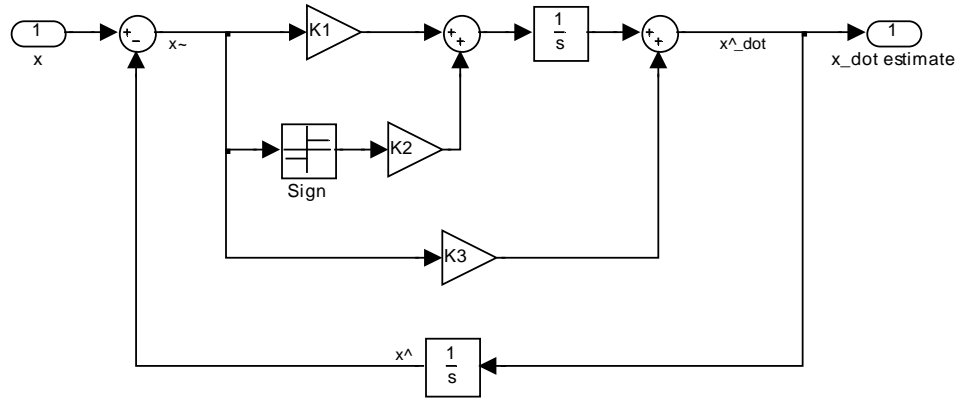 1
x
+
-
x~
K1
+
+
1
s
+
+
x^_dot
1
x_dot estimate
Sign
K2
K3
x^
1
s